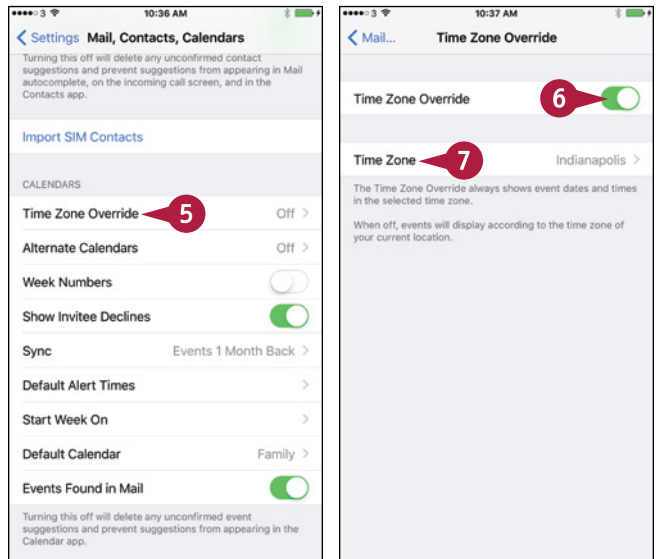 3 10:36 AM
Settings Mail, Contacts, Calendars
Turning this off will delete any unconfirmed contact
suggestions and prevent suggestions from appearing in Mail
autocomplete, on the incoming call screen, and in the
Contacts app.
Import SIM Contacts
CALENDARS
Time Zone Override 5 Off
Alternate Calendars Off
Week Numbers
Show Invitee Declines
Sync Events 1 Month Back
Default Alert Times
Start Week On
Default Calendar Family
Events Found in Mail
Turning this off will delete any unconfirmed event
suggestions and prevent suggestions from appearing in the
Calendar app.
3 10:37 AM
Mail... Time Zone Override
Time Zone Override 6
Time Zone 7 Indianapolis
The Time Zone Override always shows event dates and times
in the selected time zone.
When off, events will display according to the time zone of
your current location.